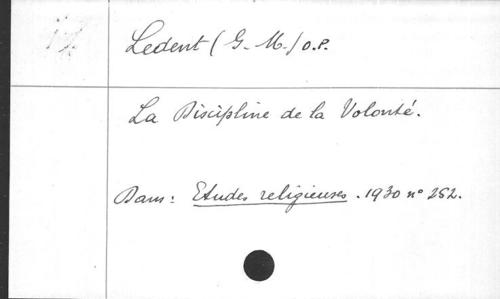 Ledent (G. M.) O.P.
La Discipline de la Volonté.
Dans: Etudes religieuses. 1930 n° 252.